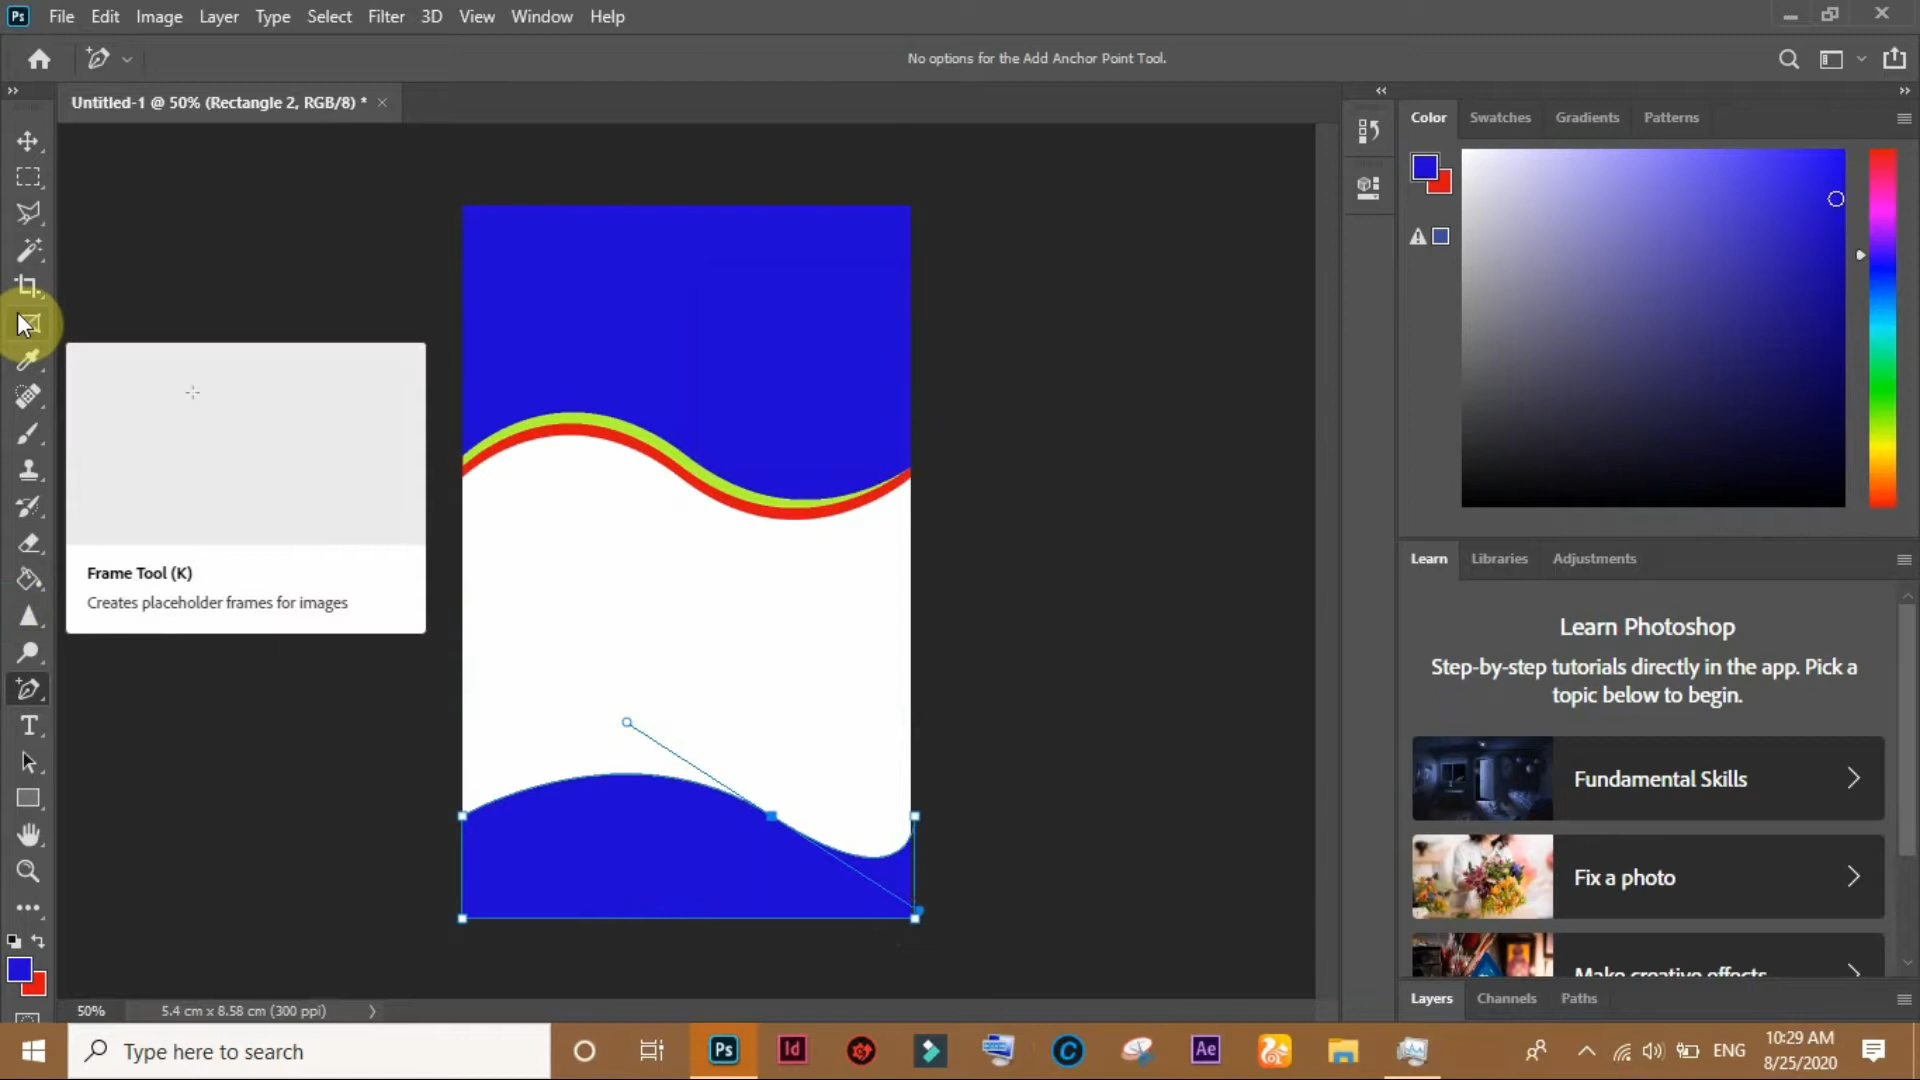 Ps File Edit Image Layer Type Select Filter 3D View Window Help
No options for the Add Anchor Point Tool.
Untitled-1 @ 50% (Rectangle 2, RGB/8) *
Color Swatches Gradients Patterns
Frame Tool (K)
Creates placeholder frames for images
Learn Libraries Adjustments
Learn Photoshop
Step-by-step tutorials directly in the app. Pick a
topic below to begin.
Fundamental Skills
Fix a photo
Make creative effects
Layers Channels Paths
50% 5.4 cm x 8.58 cm (300 ppi)
Type here to search
Ps Id Ae
ENG
10:29 AM
8/25/2020